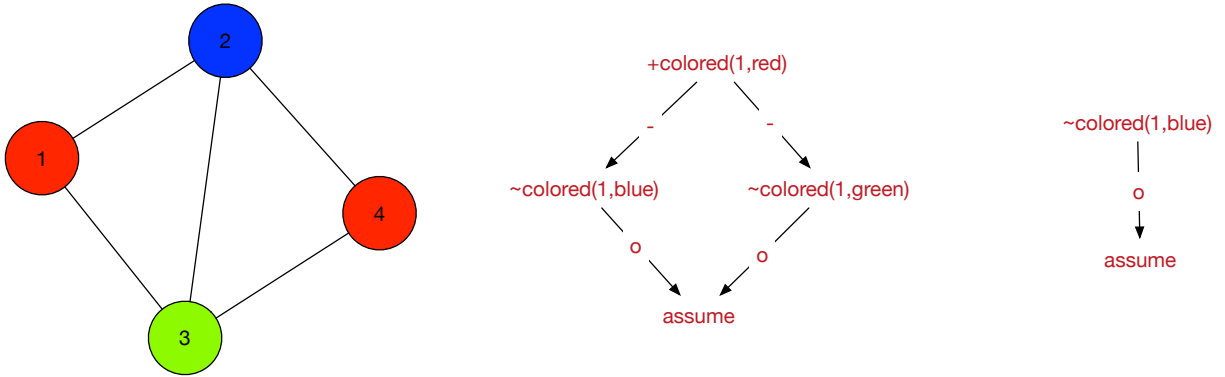 2
1
4
3
+colored(1,red)
-
-
~colored(1,blue)
~colored(1,green)
o
o
assume
~colored(1,blue)
o
assume